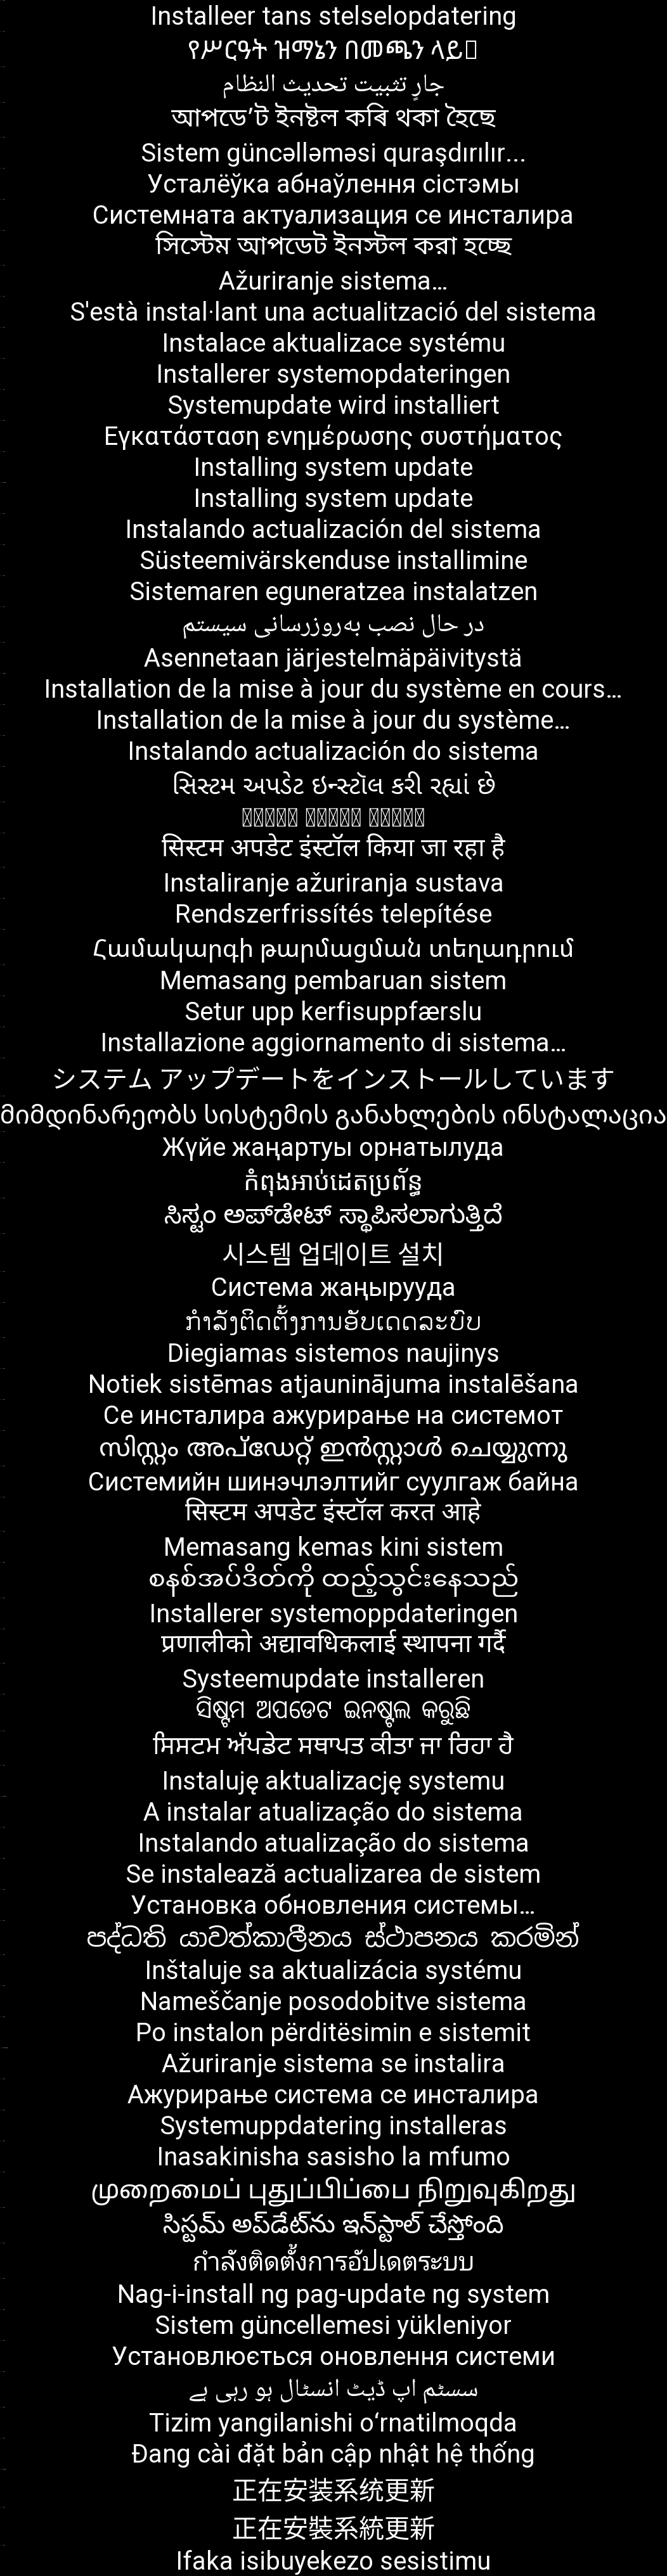 Installeer tans stelselopdatering
የሥርዓት ዝማኔን በመጫን ላይ
جارٍ تثبيت تحديث النظام
আপডে’ট ইনষ্টল কৰি থকা হৈছে
Sistem güncəlləməsi quraşdırılır...
Усталёўка абнаўлення сістэмы
Системната актуализация се инсталира
সিস্টেম আপডেট ইনস্টল করা হচ্ছে
Ažuriranje sistema…
S'està instal·lant una actualització del sistema
Instalace aktualizace systému
Installerer systemopdateringen
Systemupdate wird installiert
Εγκατάσταση ενημέρωσης συστήματος
Installing system update
Installing system update
Instalando actualización del sistema
Süsteemivärskenduse installimine
Sistemaren eguneratzea instalatzen
در حال نصب به‌روزرسانی سیستم
Asennetaan järjestelmäpäivitystä
Installation de la mise à jour du système en cours…
Installation de la mise à jour du système…
Instalando actualización do sistema
સિસ્ટમ અપડેટ ઇન્સ્ટૉલ કરી રહ્યાં છે
सिस्टम अपडेट इंस्टॉल किया जा रहा है
Instaliranje ažuriranja sustava
Rendszerfrissítés telepítése
Համակարգի թարմացման տեղադրում
Memasang pembaruan sistem
Setur upp kerfisuppfærslu
Installazione aggiornamento di sistema…
システム アップデートをインストールしています
მიმდინარეობს სისტემის განახლების ინსტალაცია
Жүйе жаңартуы орнатылуда
កំពុងអាប់ដេតប្រព័ន្ធ
ಸಿಸ್ಟಂ ಅಪ್‌ಡೇಟ್‌ ಸ್ಥಾಪಿಸಲಾಗುತ್ತಿದೆ
시스템 업데이트 설치
Система жаңырууда
ກຳລັງຕິດຕັ້ງການອັບເດດລະບົບ
Diegiamas sistemos naujinys
Notiek sistēmas atjauninājuma instalēšana
Се инсталира ажурирање на системот
സിസ്റ്റം അപ്ഡേറ്റ് ഇൻസ്റ്റാൾ ചെയ്യുന്നു
Системийн шинэчлэлтийг суулгаж байна
सिस्टम अपडेट इंस्टॉल करत आहे
Memasang kemas kini sistem
စနစ်အပ်ဒိတ်ကို ထည့်သွင်းနေသည်
Installerer systemoppdateringen
प्रणालीको अद्यावधिकलाई स्थापना गर्दै
Systeemupdate installeren
ସିଷ୍ଟମ ଅପଡେଟ ଇନଷ୍ଟଲ କରୁଛି
ਸਿਸਟਮ ਅੱਪਡੇਟ ਸਥਾਪਤ ਕੀਤਾ ਜਾ ਰਿਹਾ ਹੈ
Instaluję aktualizację systemu
A instalar atualização do sistema
Instalando atualização do sistema
Se instalează actualizarea de sistem
Установка обновления системы…
පද්ධති යාවත්කාලීනය ස්ථාපනය කරමින්
Inštaluje sa aktualizácia systému
Nameščanje posodobitve sistema
Po instalon përditësimin e sistemit
Ažuriranje sistema se instalira
Ажурирање система се инсталира
Systemuppdatering installeras
Inasakinisha sasisho la mfumo
முறைமைப் புதுப்பிப்பை நிறுவுகிறது
సిస్టమ్ అప్‌డేట్‌ను ఇన్‌స్టాల్ చేస్తోంది
กำลังติดตั้งการอัปเดตระบบ
Nag-i-install ng pag-update ng system
Sistem güncellemesi yükleniyor
Установлюється оновлення системи
سسٹم اپ ڈیٹ انسٹال ہو رہی ہے
Tizim yangilanishi o‘rnatilmoqda
Đang cài đặt bản cập nhật hệ thống
正在安装系统更新
正在安裝系統更新
Ifaka isibuyekezo sesistimu